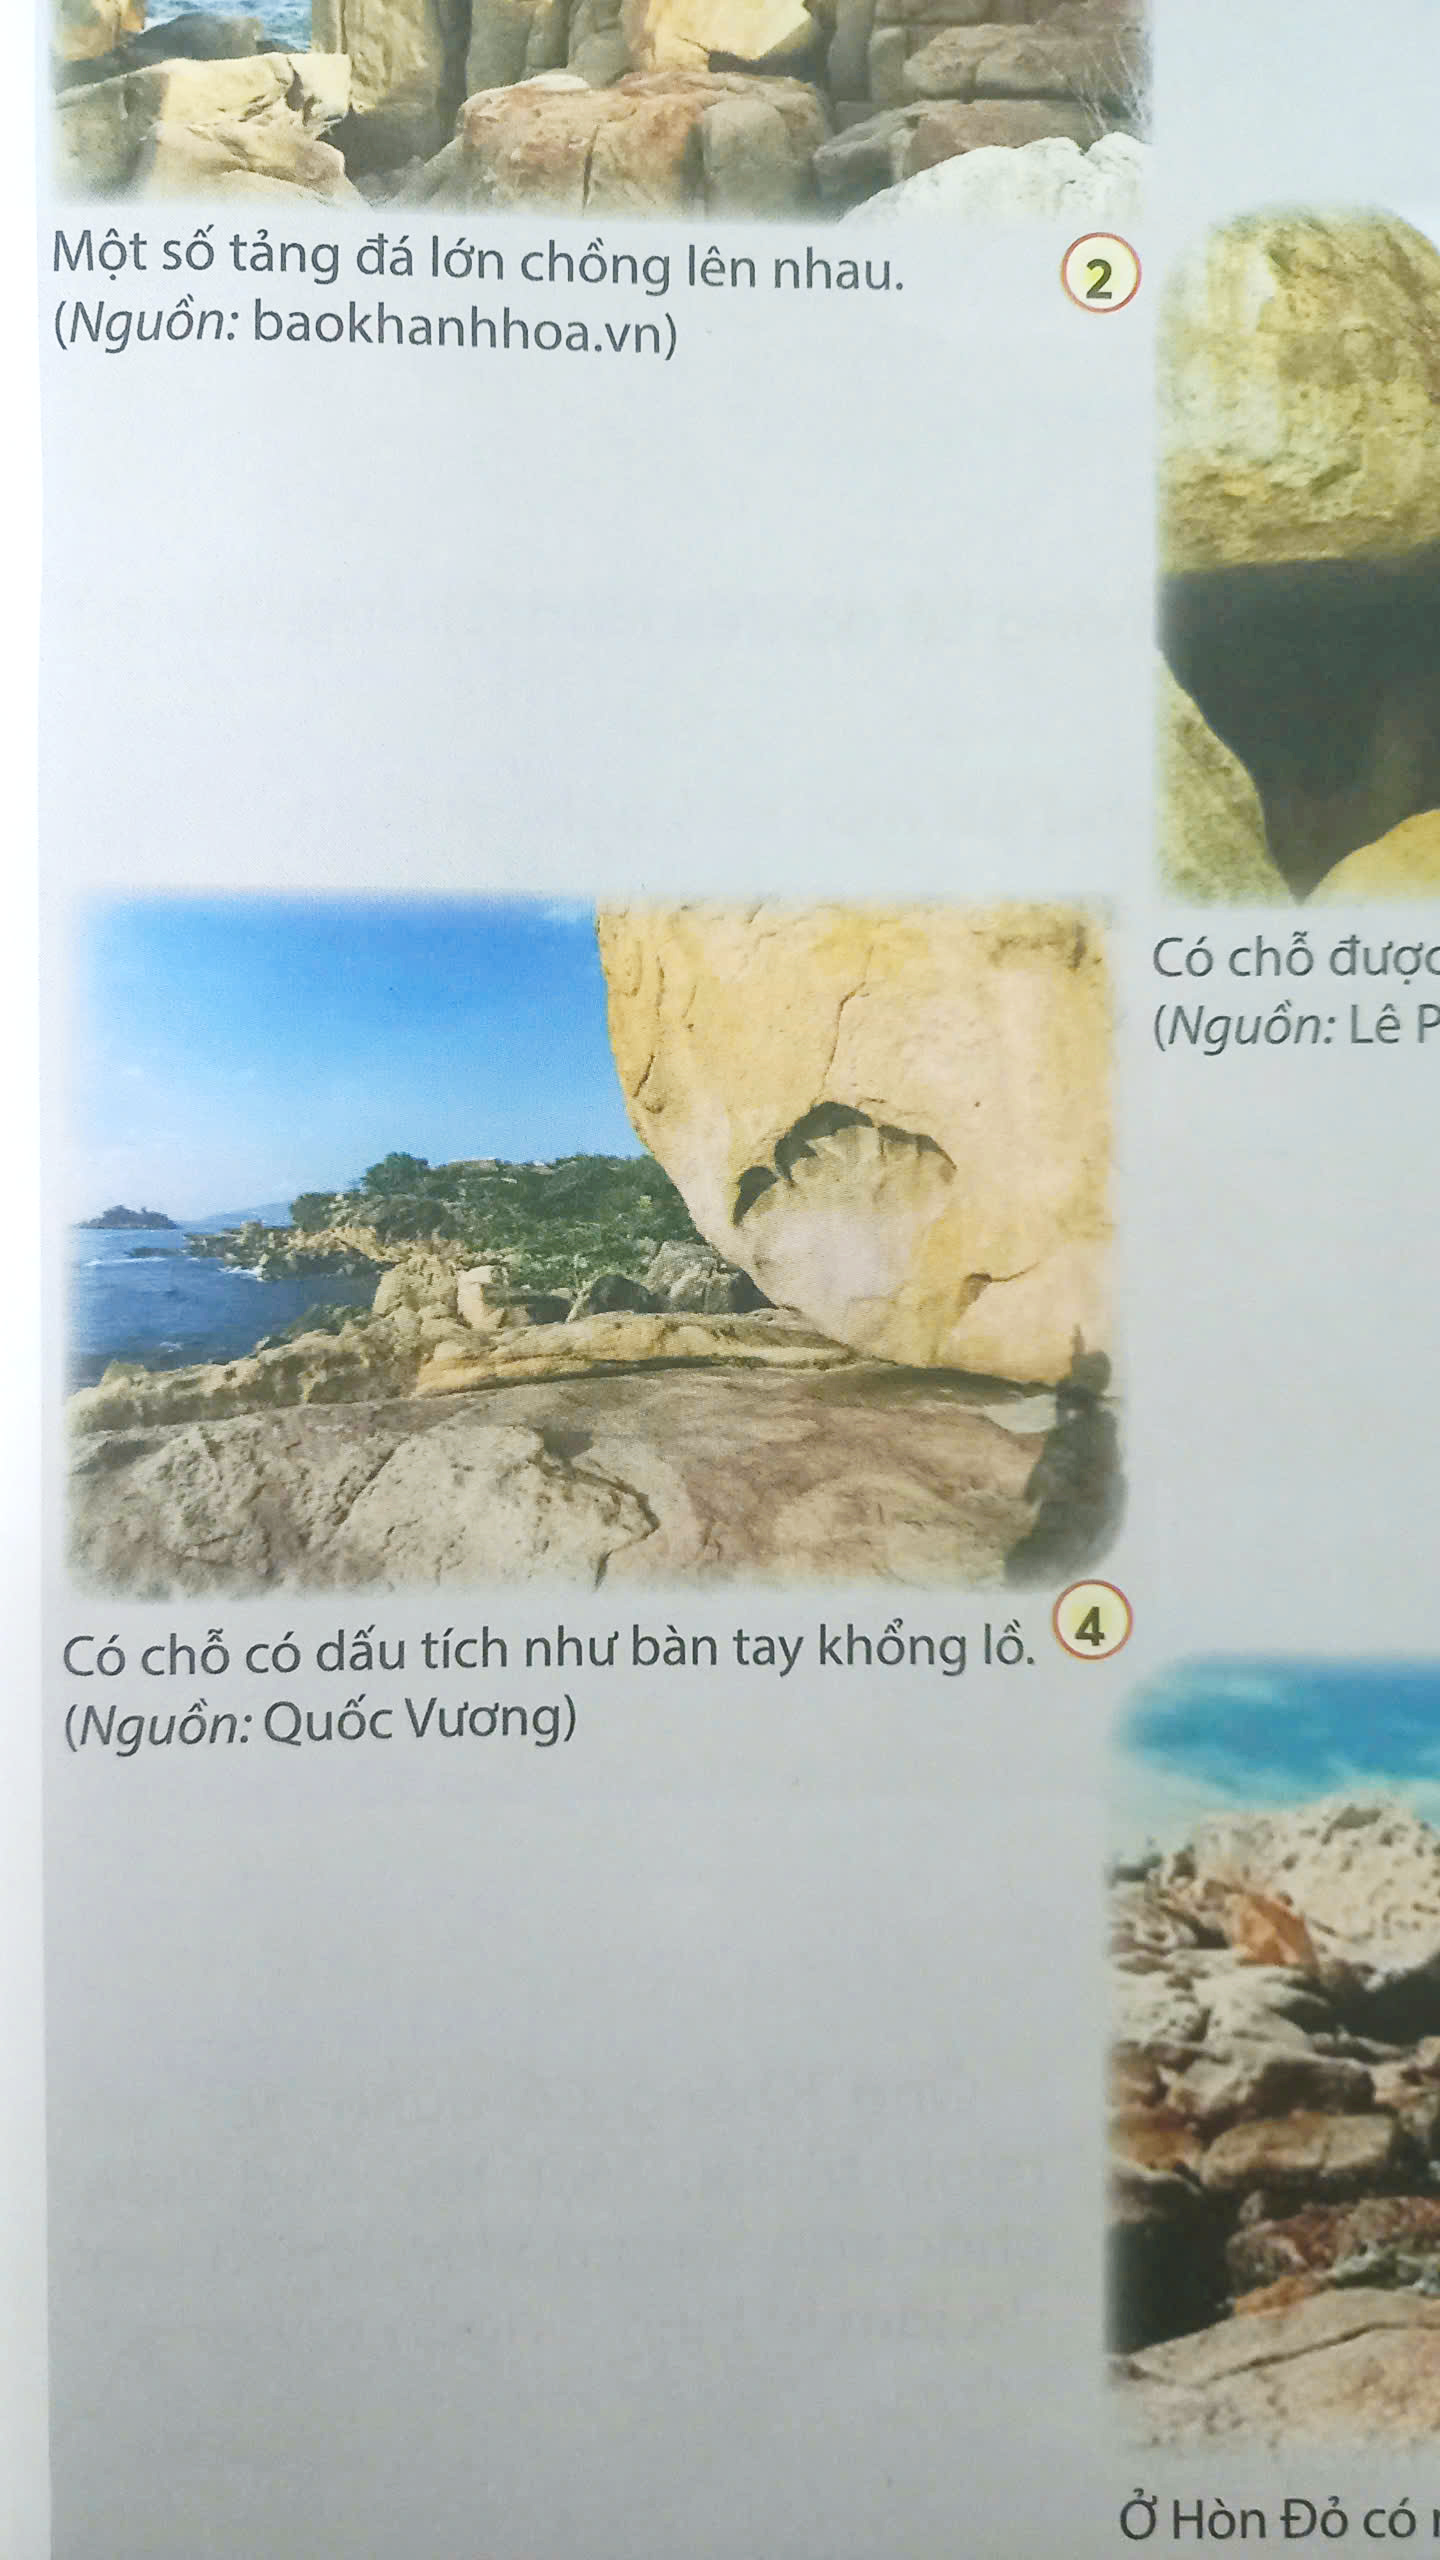 Một số tảng đá lớn chồng lên nhau.
(Nguồn: baokhanhhoa.vn)
2
Có chỗ được
(Nguồn: Lê P
Có chỗ có dấu tích như bàn tay khổng lồ.
(Nguồn: Quốc Vương)
4
Ở Hòn Đỏ có